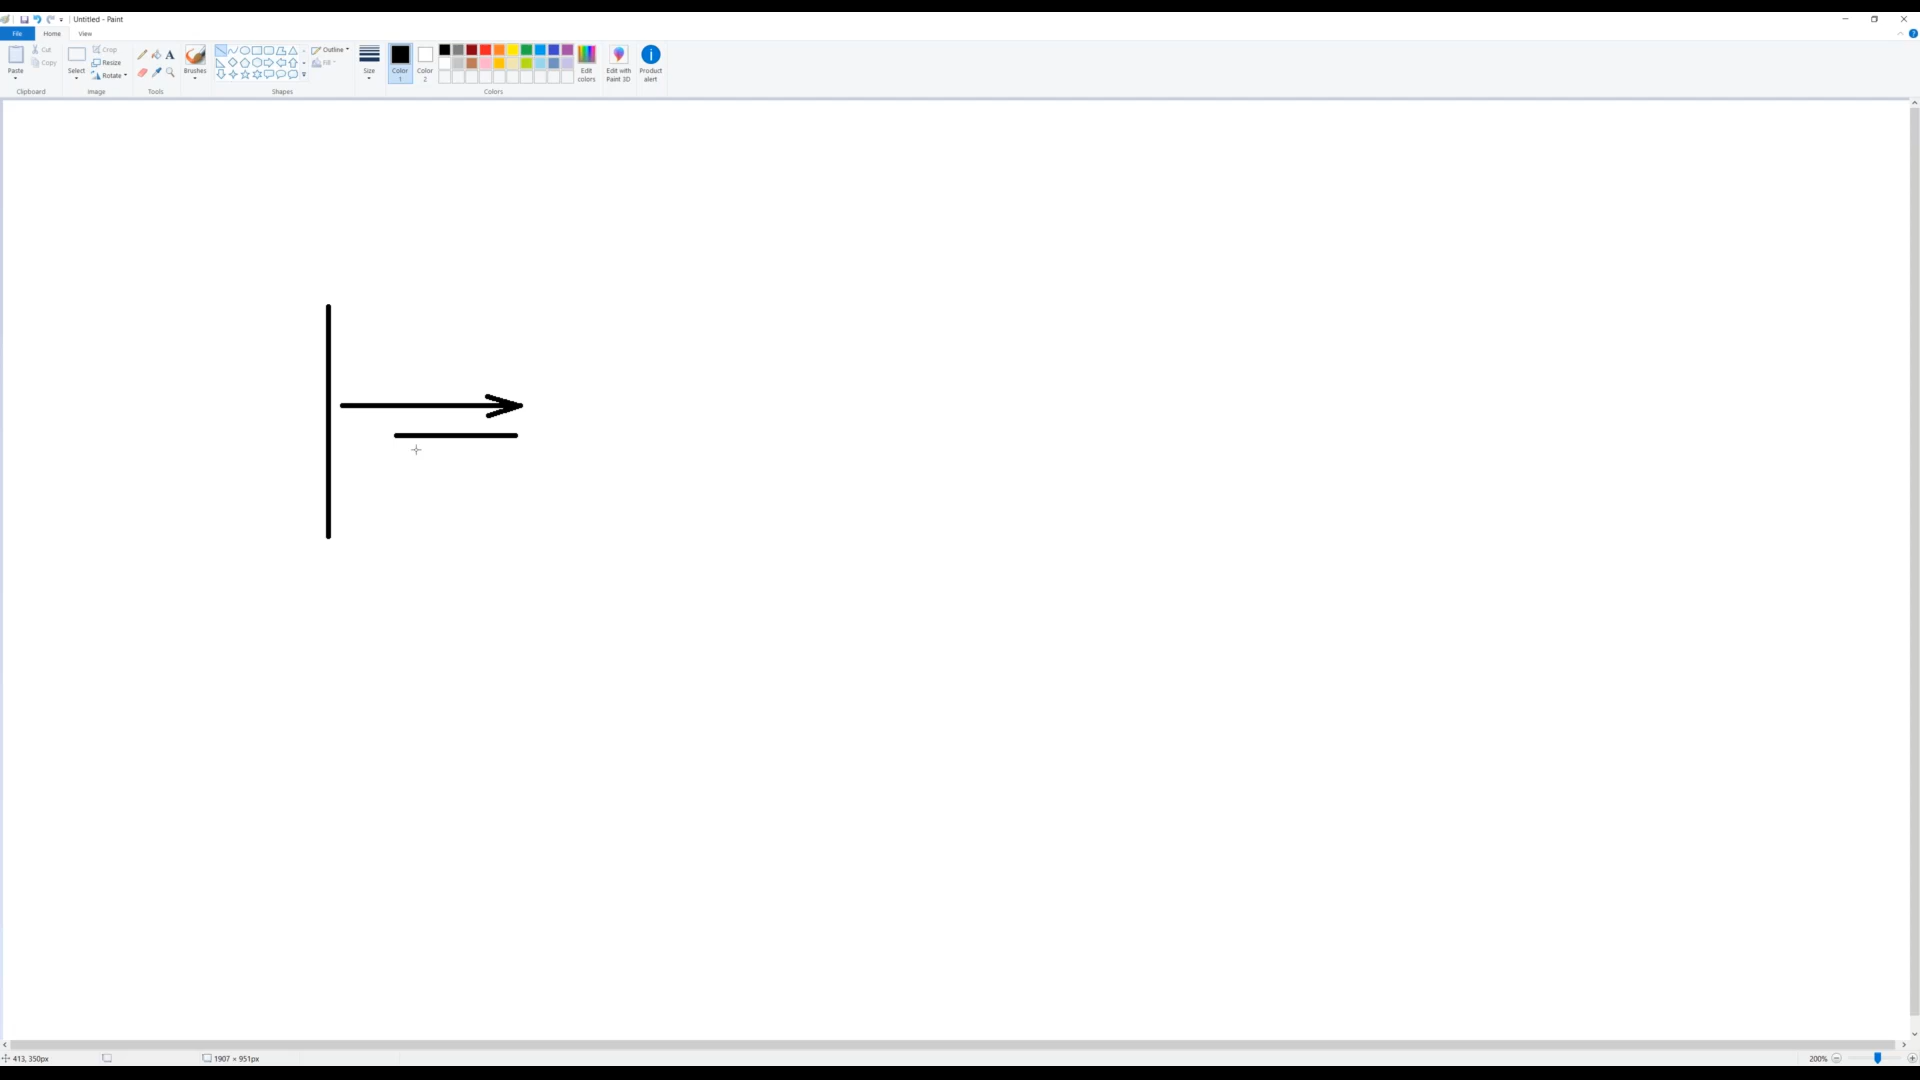 Untitled - Paint
File Home View
Paste
Cut
Copy
Clipboard
Select
Crop
Resize
Rotate
Image
Tools
Brushes
Shapes
Outline
Fill
Size
Color 1
Color 2
Colors
Edit colors
Edit with Paint 3D
Product alert
413, 350px
1907 × 951px
200%